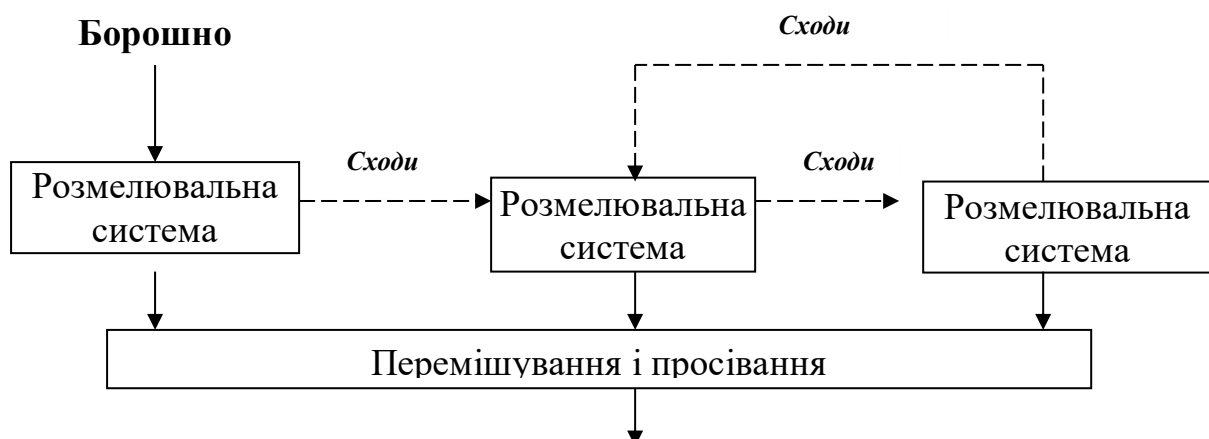 Борошно
Сходи
Сходи
Сходи
Розмелювальна
система
Розмелювальна
система
Розмелювальна
система
Перемішування і просівання